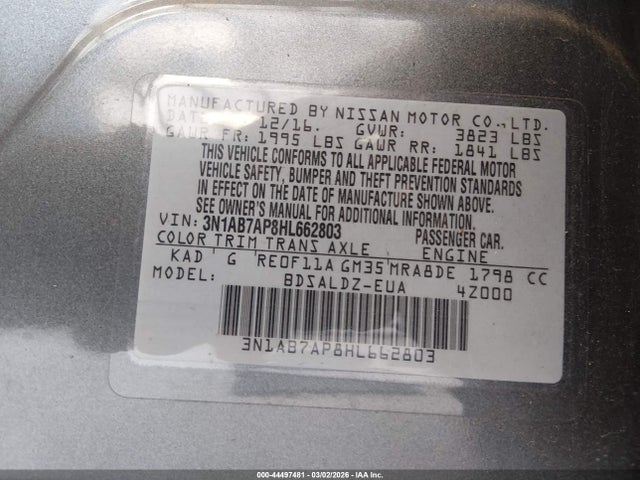 MANUFACTURED BY NISSAN MOTOR CO.,LTD.
DATE 12/16. GVWR: 3823 LBS
GAWR FR: 1995 LBS GAWR RR: 1841 LBS
THIS VEHICLE CONFORMS TO ALL APPLICABLE FEDERAL MOTOR
VEHICLE SAFETY, BUMPER AND THEFT PREVENTION STANDARDS
IN EFFECT ON THE DATE OF MANUFACTURE SHOWN ABOVE.
SEE OWNER'S MANUAL FOR ADDITIONAL INFORMATION.
VIN: 3N1AB7AP8HL662803 PASSENGER CAR.
COLOR TRIM TRANS AXLE ENGINE
KAD G RE0F11A GM35 MRA8DE 1798 CC
MODEL: BDSALDZ-EUA 4Z000
3N1AB7AP8HL662803
000-44497481 - 03/02/2026 - IAA Inc.